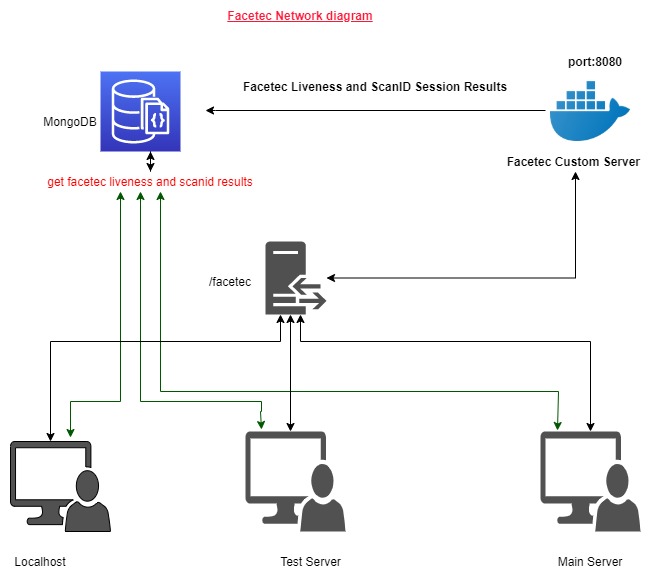 Facetec Network diagram
port:8080
Facetec Liveness and ScanID Session Results
MongoDB
{}
Facetec Custom Server
get facetec liveness and scanid results
/facetec
Localhost
Test Server
Main Server